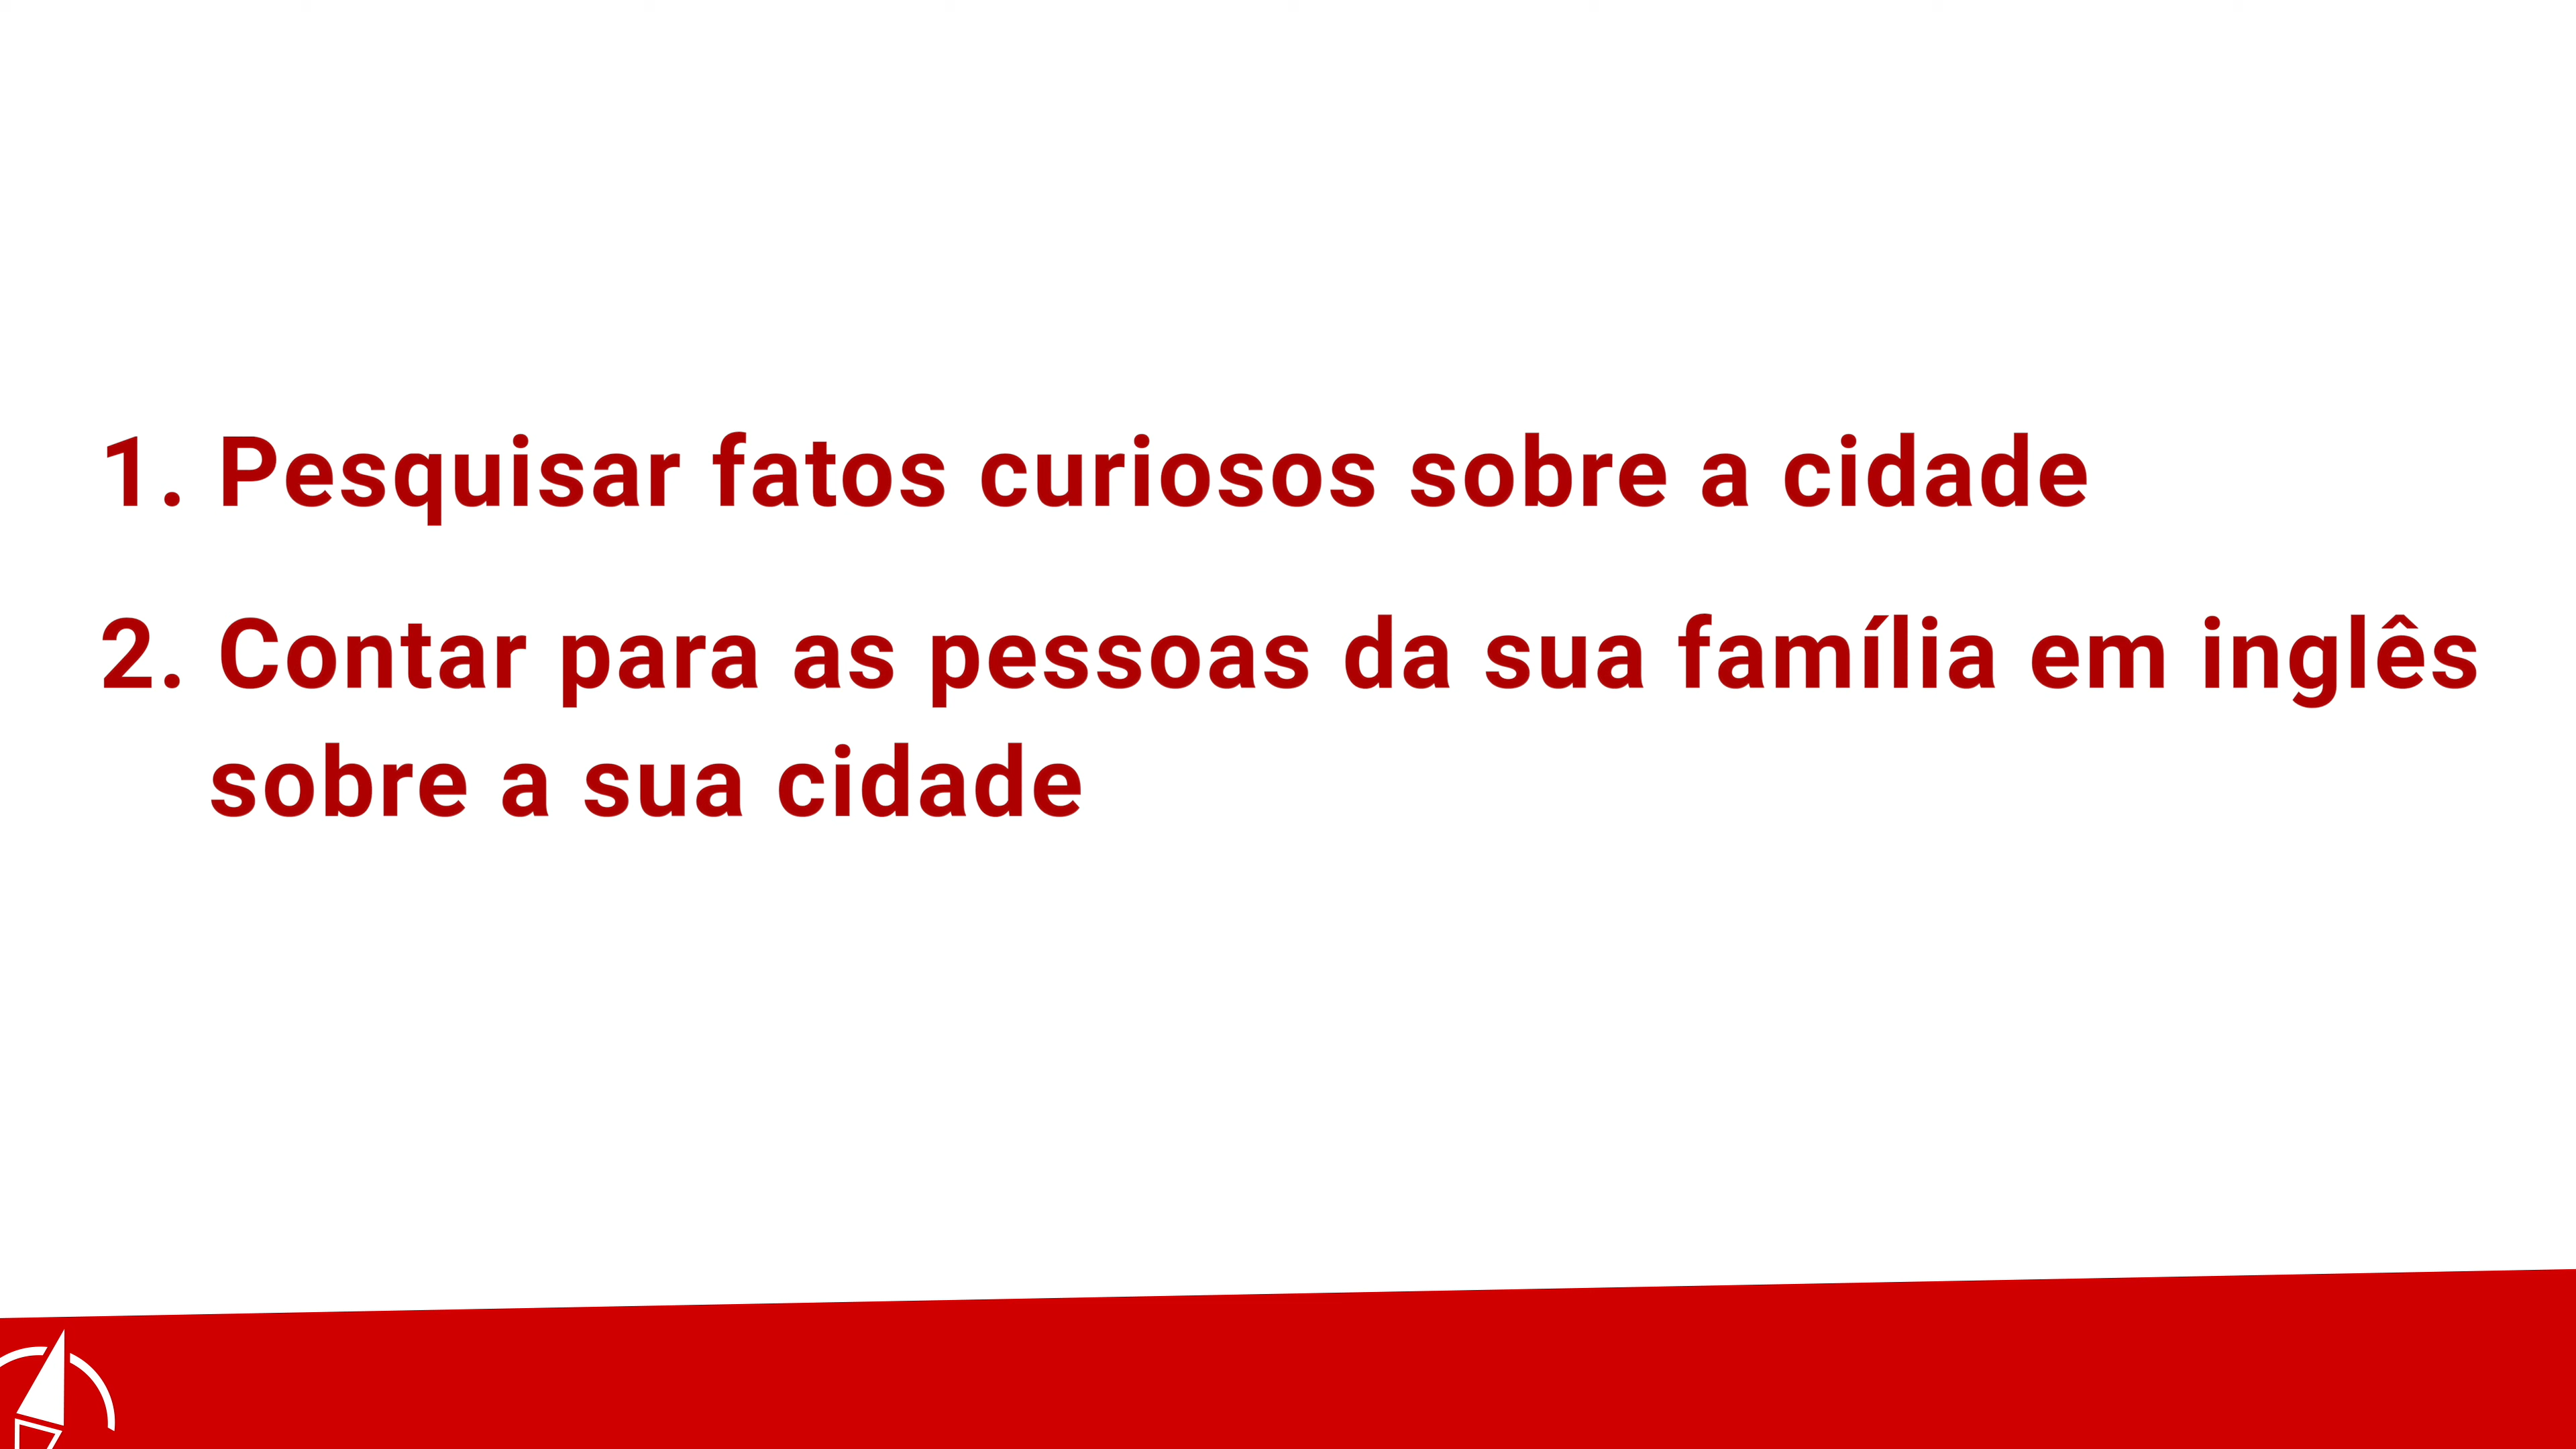 1. Pesquisar fatos curiosos sobre a cidade
2. Contar para as pessoas da sua família em inglês
sobre a sua cidade